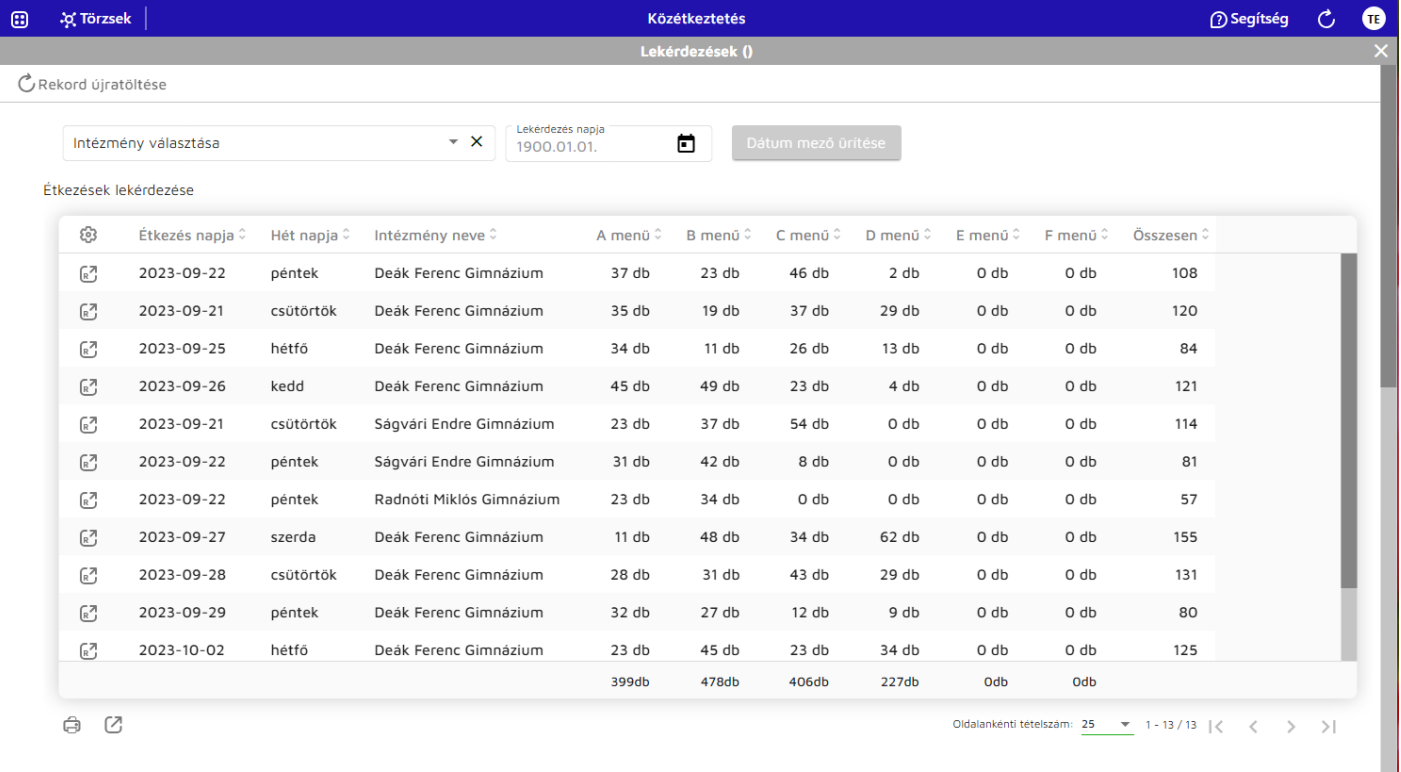 Törzsek Közétkeztetés Segítség TE
Lekérdezések ()
Rekord újratöltése
Lekérdezés napja
Intézmény választása 1900.01.01. Dátum mező ürítése
Étkezések lekérdezése
Étkezés napja Hét napja Intézmény neve A menü B menü C menü D menü E menü F menü Összesen
2023-09-22 péntek Deák Ferenc Gimnázium 37 db 23 db 46 db 2 db 0 db 0 db 108
2023-09-21 csütörtök Deák Ferenc Gimnázium 35 db 19 db 37 db 29 db 0 db 0 db 120
2023-09-25 hétfő Deák Ferenc Gimnázium 34 db 11 db 26 db 13 db 0 db 0 db 84
2023-09-26 kedd Deák Ferenc Gimnázium 45 db 49 db 23 db 4 db 0 db 0 db 121
2023-09-21 csütörtök Ságvári Endre Gimnázium 23 db 37 db 54 db 0 db 0 db 0 db 114
2023-09-22 péntek Ságvári Endre Gimnázium 31 db 42 db 8 db 0 db 0 db 0 db 81
2023-09-22 péntek Radnóti Miklós Gimnázium 23 db 34 db 0 db 0 db 0 db 0 db 57
2023-09-27 szerda Deák Ferenc Gimnázium 11 db 48 db 34 db 62 db 0 db 0 db 155
2023-09-28 csütörtök Deák Ferenc Gimnázium 28 db 31 db 43 db 29 db 0 db 0 db 131
2023-09-29 péntek Deák Ferenc Gimnázium 32 db 27 db 12 db 9 db 0 db 0 db 80
2023-10-02 hétfő Deák Ferenc Gimnázium 23 db 45 db 23 db 34 db 0 db 0 db 125
399db 478db 406db 227db 0db 0db
Oldalankénti tételszám: 25 1 - 13 / 13